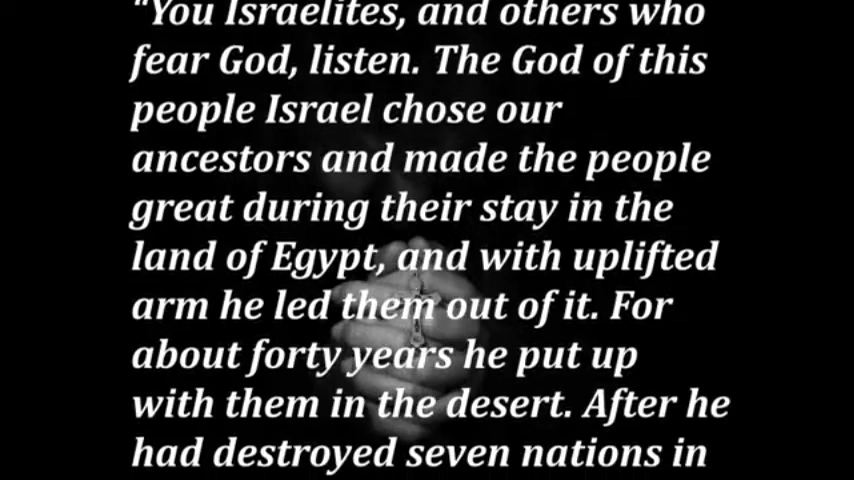 “You Israelites, and others who
fear God, listen. The God of this
people Israel chose our
ancestors and made the people
great during their stay in the
land of Egypt, and with uplifted
arm he led them out of it. For
about forty years he put up
with them in the desert. After he
had destroyed seven nations in